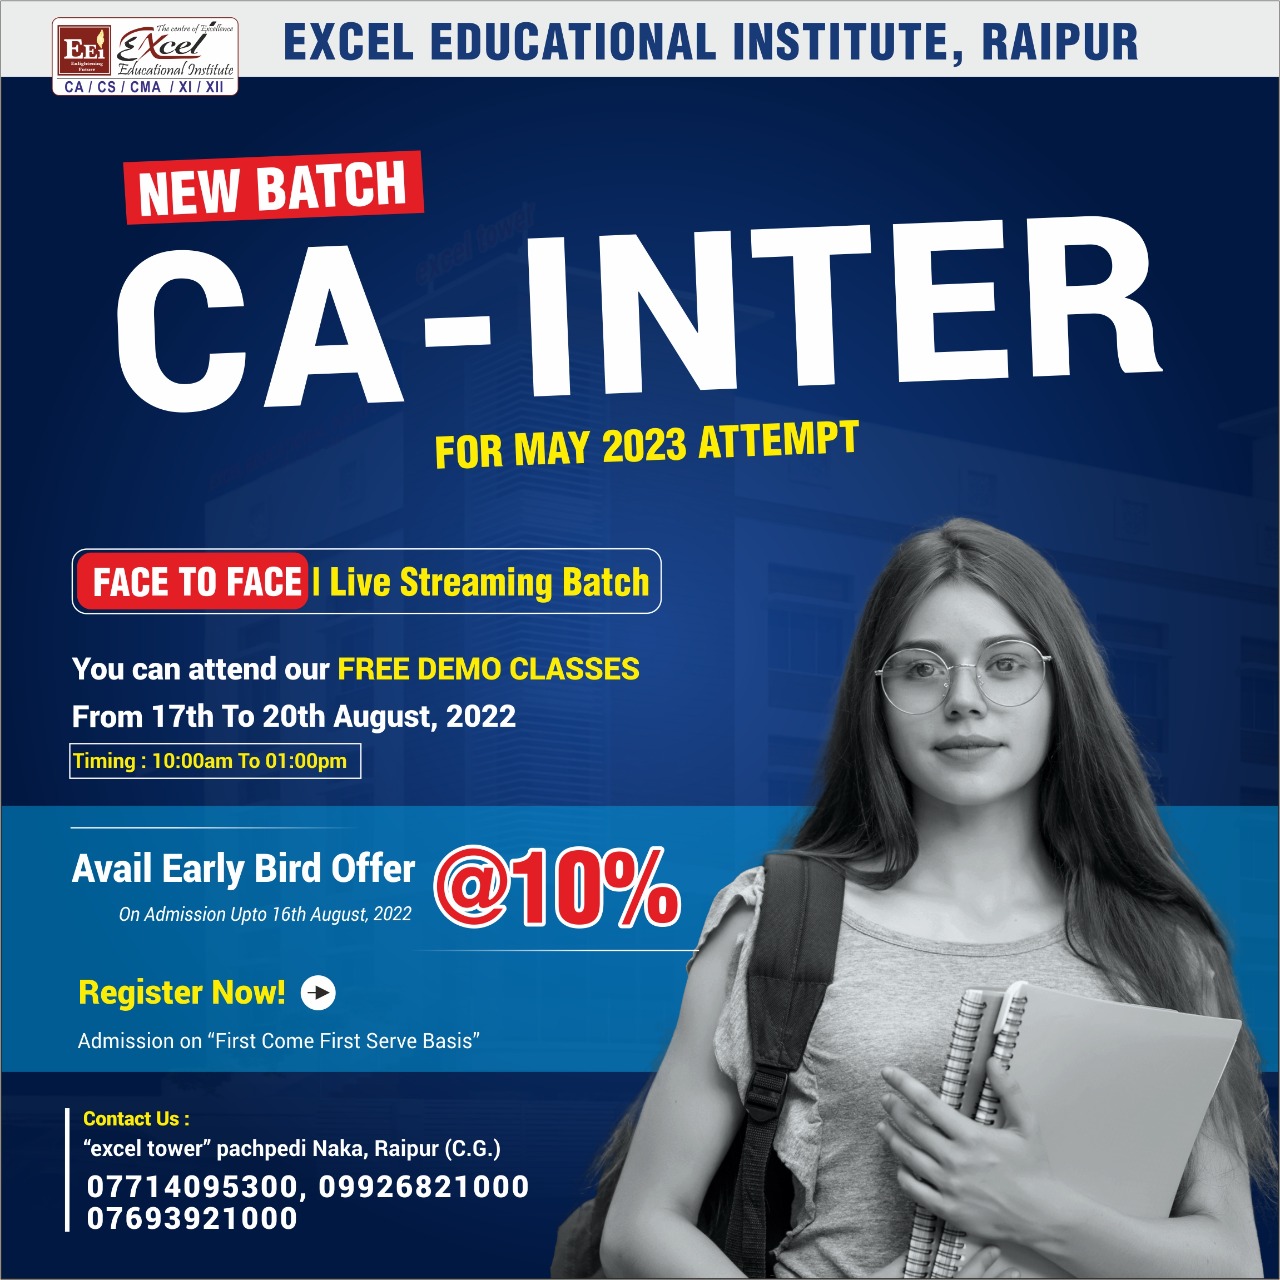 EEi
Enlightening
Future
The centre of Excellence
Excel
Educational Institute
CA / CS / CMA / XI / XII
EXCEL EDUCATIONAL INSTITUTE, RAIPUR
NEW BATCH
CA-INTER
FOR MAY 2023 ATTEMPT
FACE TO FACE | Live Streaming Batch
You can attend our FREE DEMO CLASSES
From 17th To 20th August, 2022
Timing : 10:00am To 01:00pm
Avail Early Bird Offer @10%
On Admission Upto 16th August, 2022
Register Now!
Admission on “First Come First Serve Basis”
Contact Us :
“excel tower” pachpedi Naka, Raipur (C.G.)
07714095300, 09926821000
07693921000
excel tower